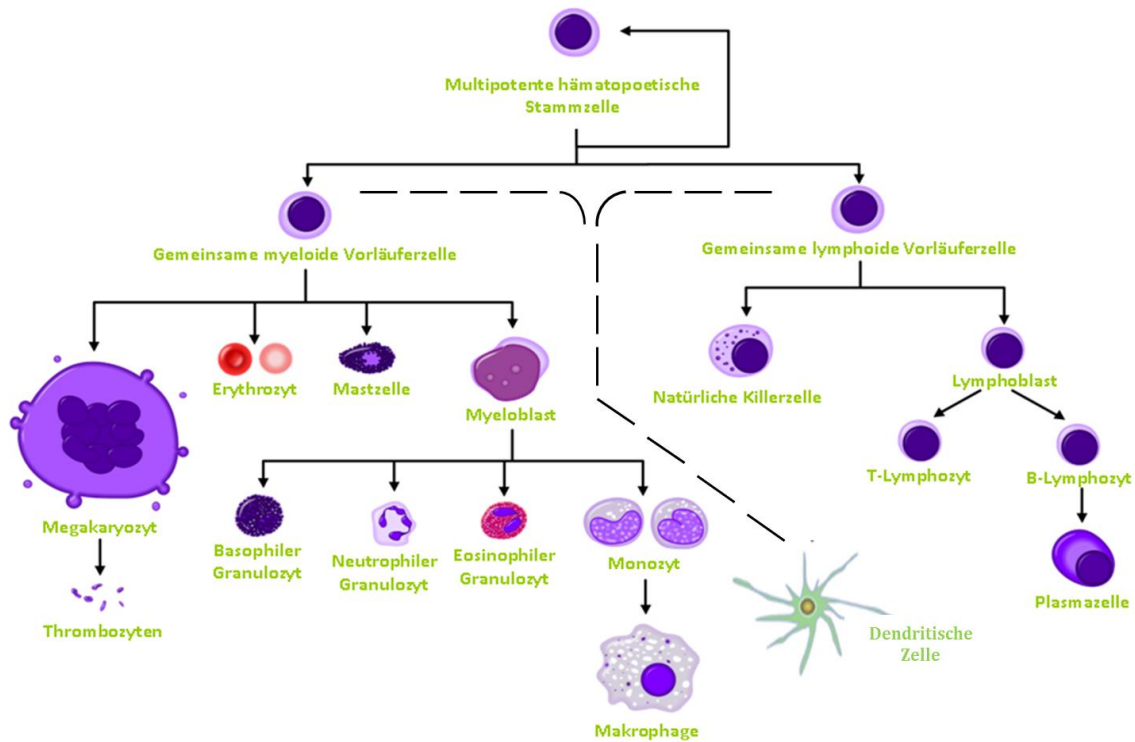 Multipotente hämatopoetische
Stammzelle
Gemeinsame myeloide Vorläuferzelle
Gemeinsame lymphoide Vorläuferzelle
Erythrozyt
Mastzelle
Myeloblast
Natürliche Killerzelle
Lymphoblast
T-Lymphozyt
B-Lymphozyt
Megakaryozyt
Basophiler
Granulozyt
Neutrophiler
Granulozyt
Eosinophiler
Granulozyt
Monozyt
Plasmazelle
Thrombozyten
Dendritische
Zelle
Makrophage